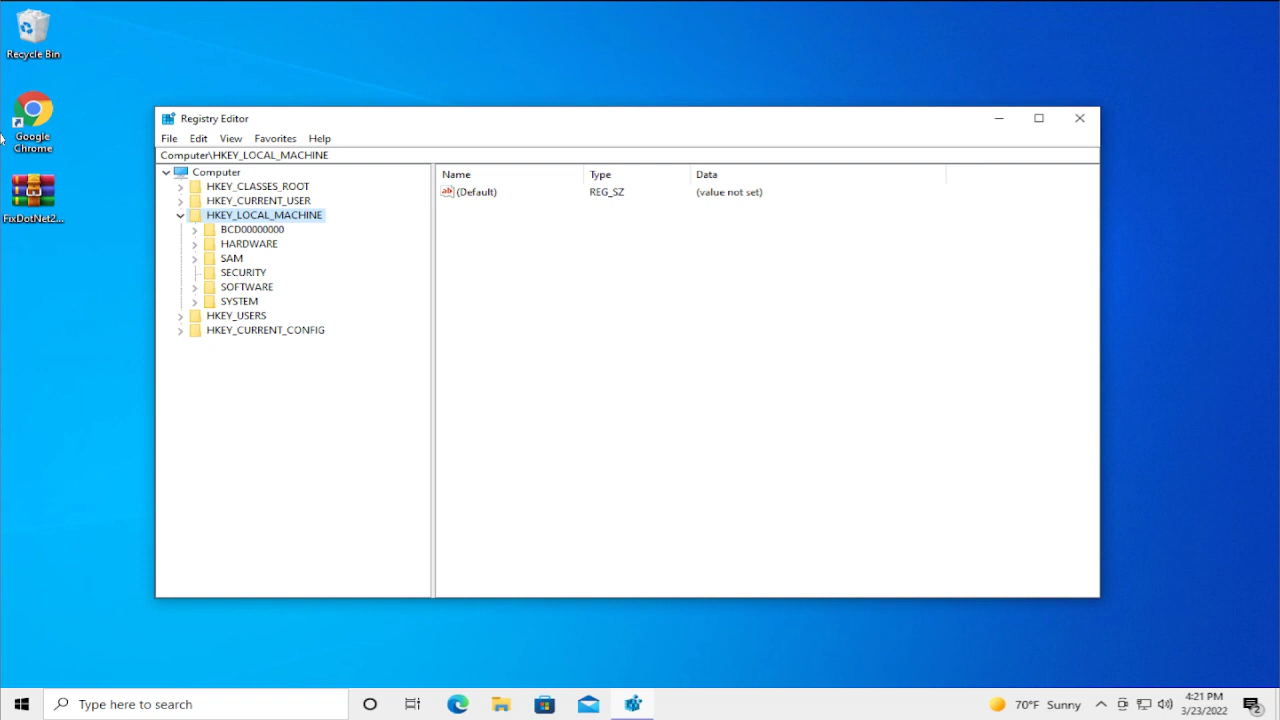 Recycle Bin
Google
Chrome
FixDotNet2...
Registry Editor
File Edit View Favorites Help
Computer\HKEY_LOCAL_MACHINE
Computer
HKEY_CLASSES_ROOT
HKEY_CURRENT_USER
HKEY_LOCAL_MACHINE
BCD00000000
HARDWARE
SAM
SECURITY
SOFTWARE
SYSTEM
HKEY_USERS
HKEY_CURRENT_CONFIG
Name Type Data
ab (Default) REG_SZ (value not set)
Type here to search
70°F Sunny
4:21 PM
3/23/2022
2